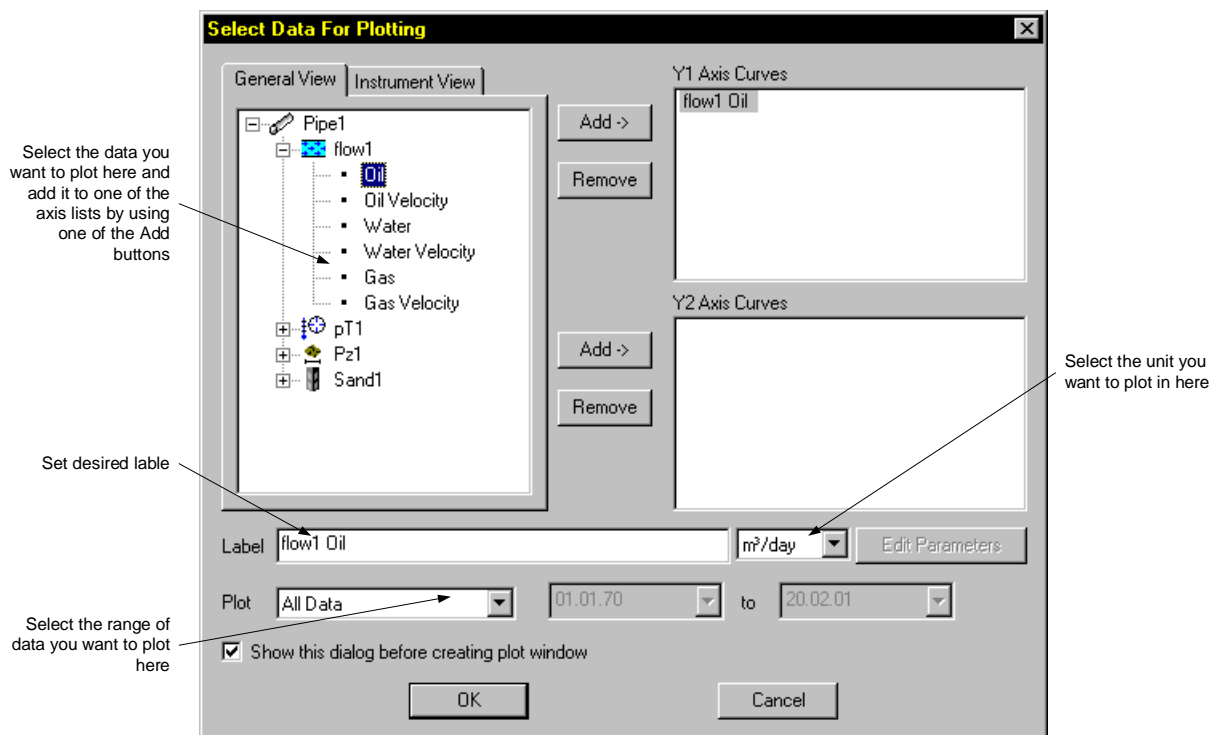 Select Data For Plotting
General View
Instrument View
Pipe1
flow1
Oil
Oil Velocity
Water
Water Velocity
Gas
Gas Velocity
pT1
Pz1
Sand1
Add ->
Remove
Y1 Axis Curves
flow1 Oil
Add ->
Remove
Y2 Axis Curves
Select the data you
want to plot here and
add it to one of the
axis lists by using
one of the Add
buttons
Select the unit you
want to plot in here
Set desired lable
Label
flow1 Oil
m³/day
Edit Parameters
Plot
All Data
01.01.70
to
20.02.01
Select the range of
data you want to plot
here
Show this dialog before creating plot window
OK
Cancel